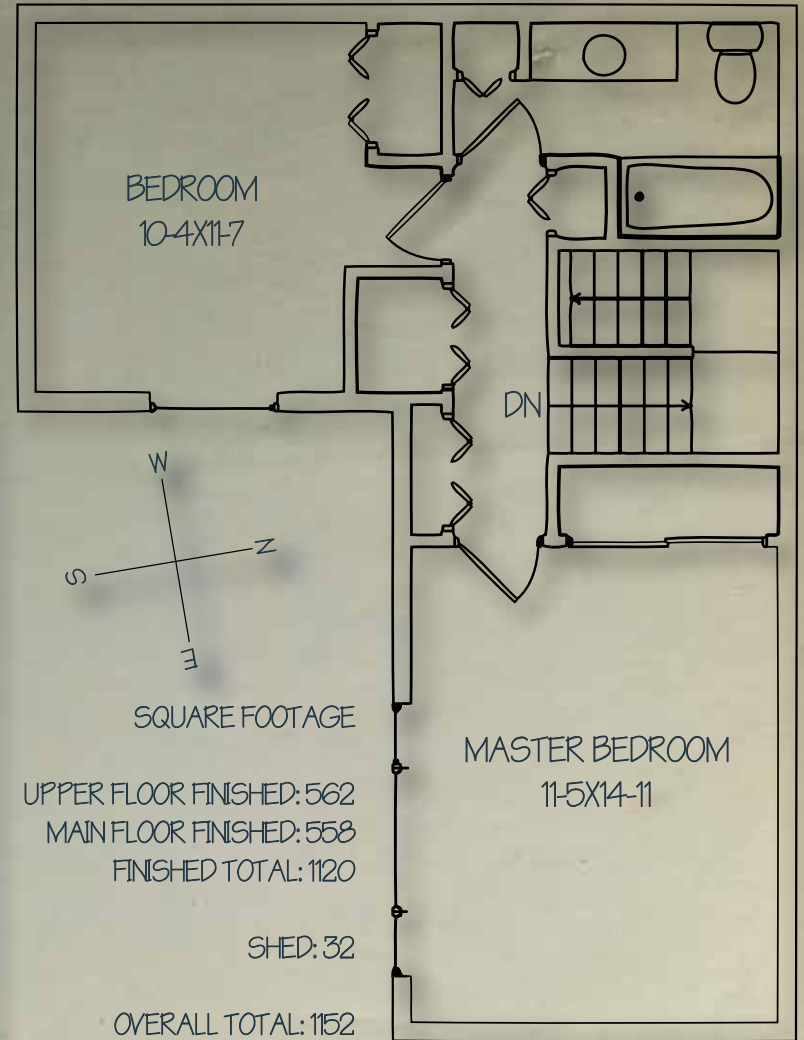 BEDROOM
10-4X11-7
DN
W
N
S
E
SQUARE FOOTAGE
UPPER FLOOR FINISHED: 562
MAIN FLOOR FINISHED: 558
FINISHED TOTAL: 1120
SHED: 32
OVERALL TOTAL: 1152
MASTER BEDROOM
11-5X14-11